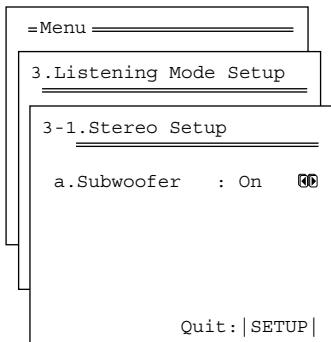 Menu
3.Listening Mode Setup
3-1.Stereo Setup
a.Subwoofer : On
Quit:|SETUP|